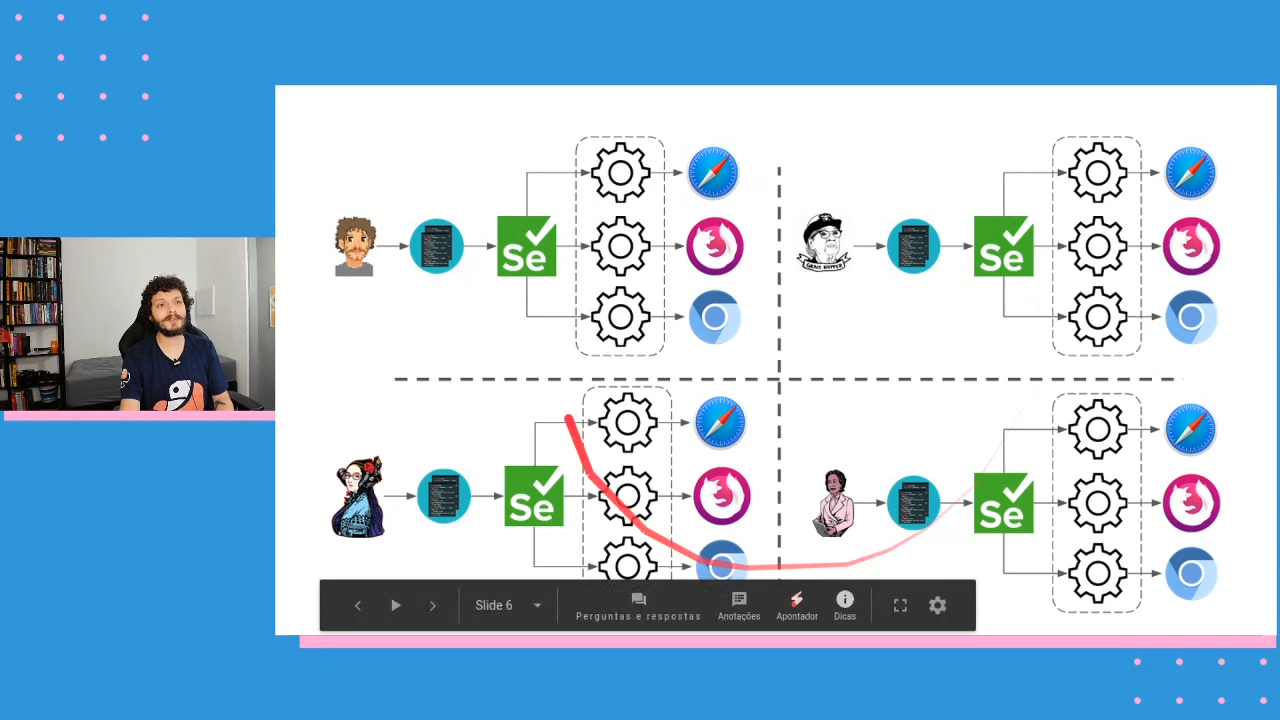 Se
GRACE HOPPER
Se
Se
Se
Slide 6
Perguntas e respostas
Anotações
Apontador
Dicas